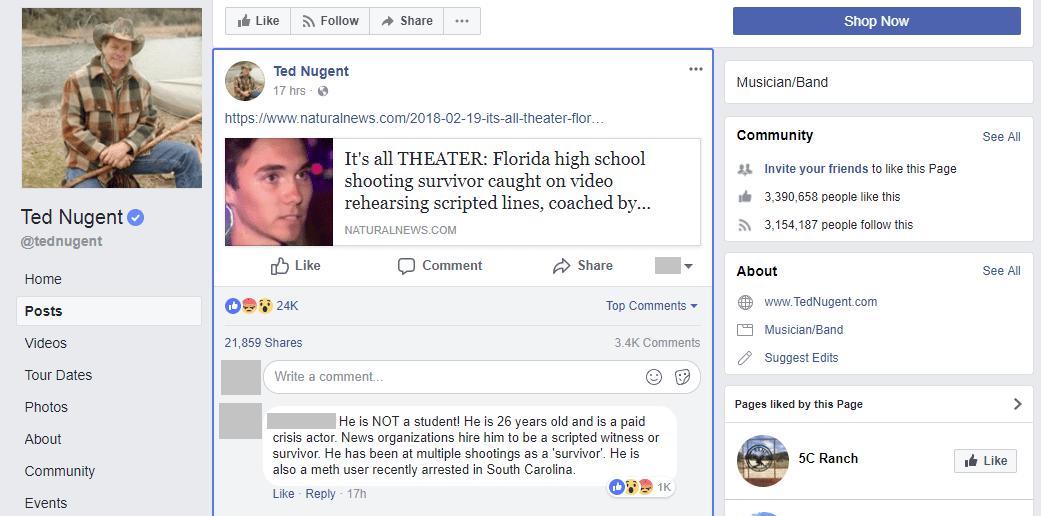 Like
Follow
Share
Shop Now
Ted Nugent
@tednugent
Home
Posts
Videos
Tour Dates
Photos
About
Community
Events
Ted Nugent
17 hrs ·
https://www.naturalnews.com/2018-02-19-its-all-theater-flor…
It's all THEATER: Florida high school
shooting survivor caught on video
rehearsing scripted lines, coached by...
NATURALNEWS.COM
Like
Comment
Share
24K
Top Comments
21,859 Shares
3.4K Comments
Write a comment...
He is NOT a student! He is 26 years old and is a paid
crisis actor. News organizations hire him to be a scripted witness or
survivor. He has been at multiple shootings as a 'survivor'. He is
also a meth user recently arrested in South Carolina.
1K
Like · Reply · 17h
Musician/Band
Community
See All
Invite your friends to like this Page
3,390,658 people like this
3,154,187 people follow this
About
See All
www.TedNugent.com
Musician/Band
Suggest Edits
Pages liked by this Page
5C Ranch
Like